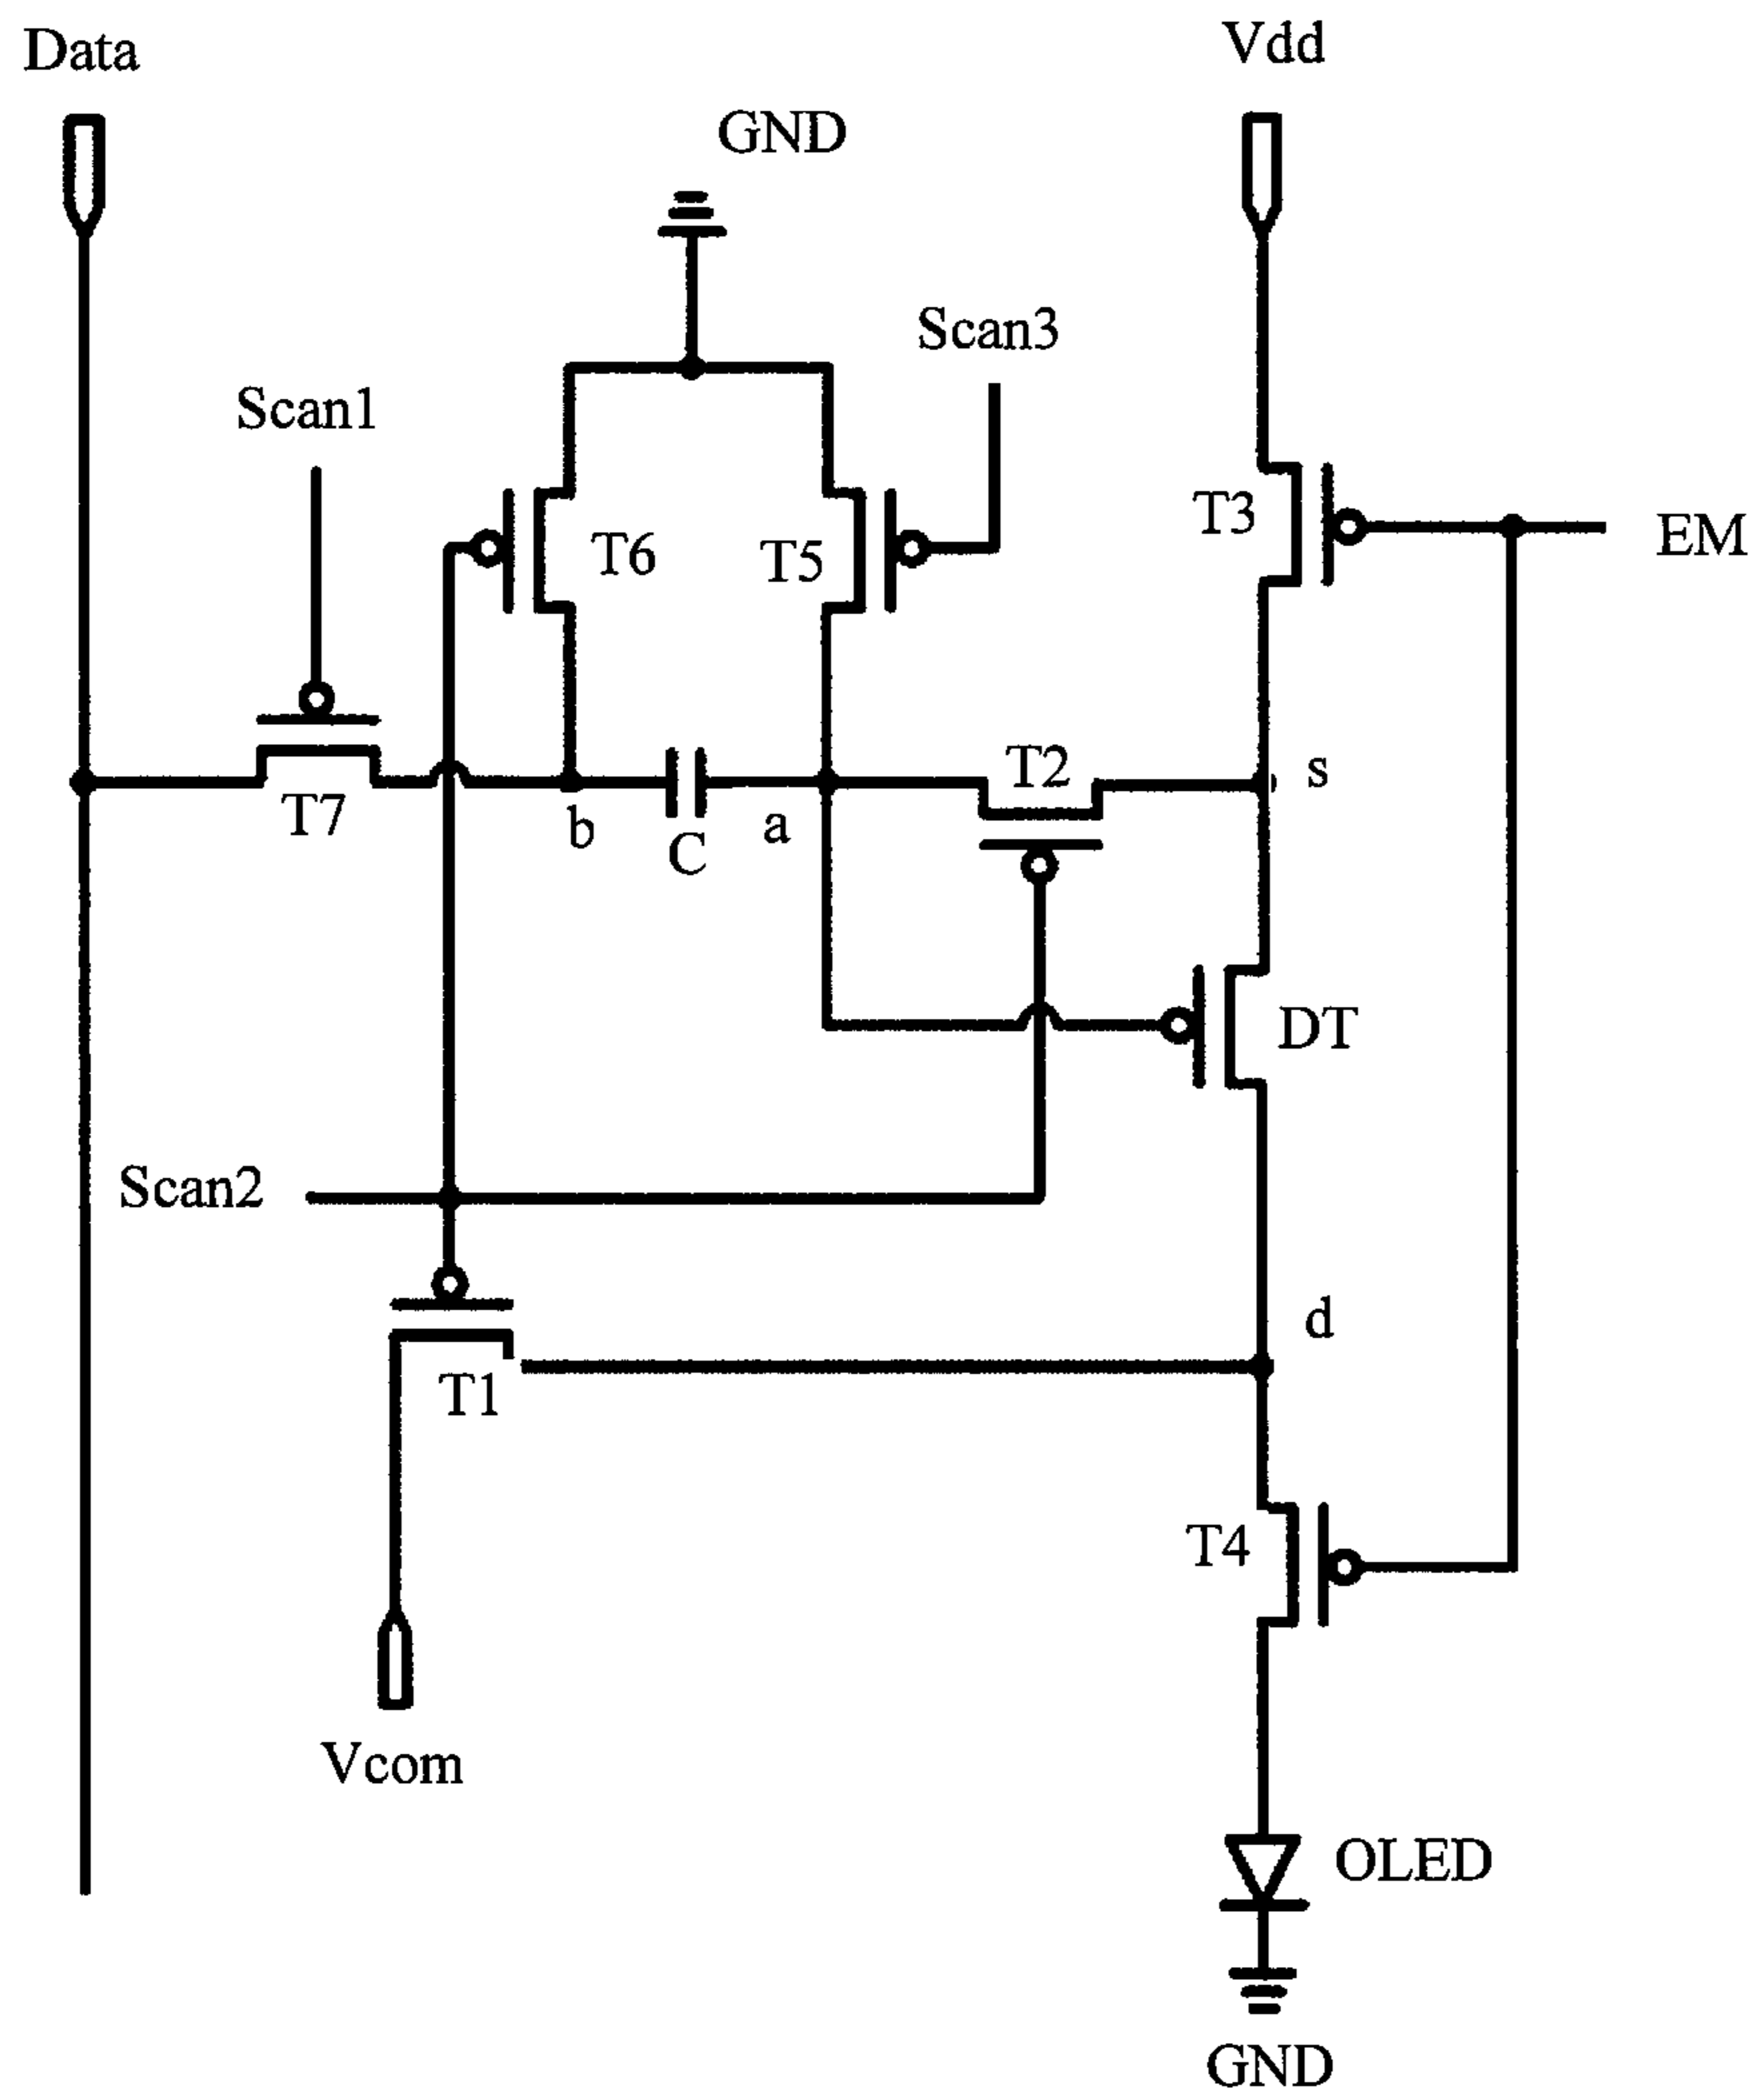 Data
Vdd
GND
Scan3
Scan1
T3
EM
T6
T5
T7
b
C
a
T2
s
DT
Scan2
d
T1
T4
Vcom
OLED
GND